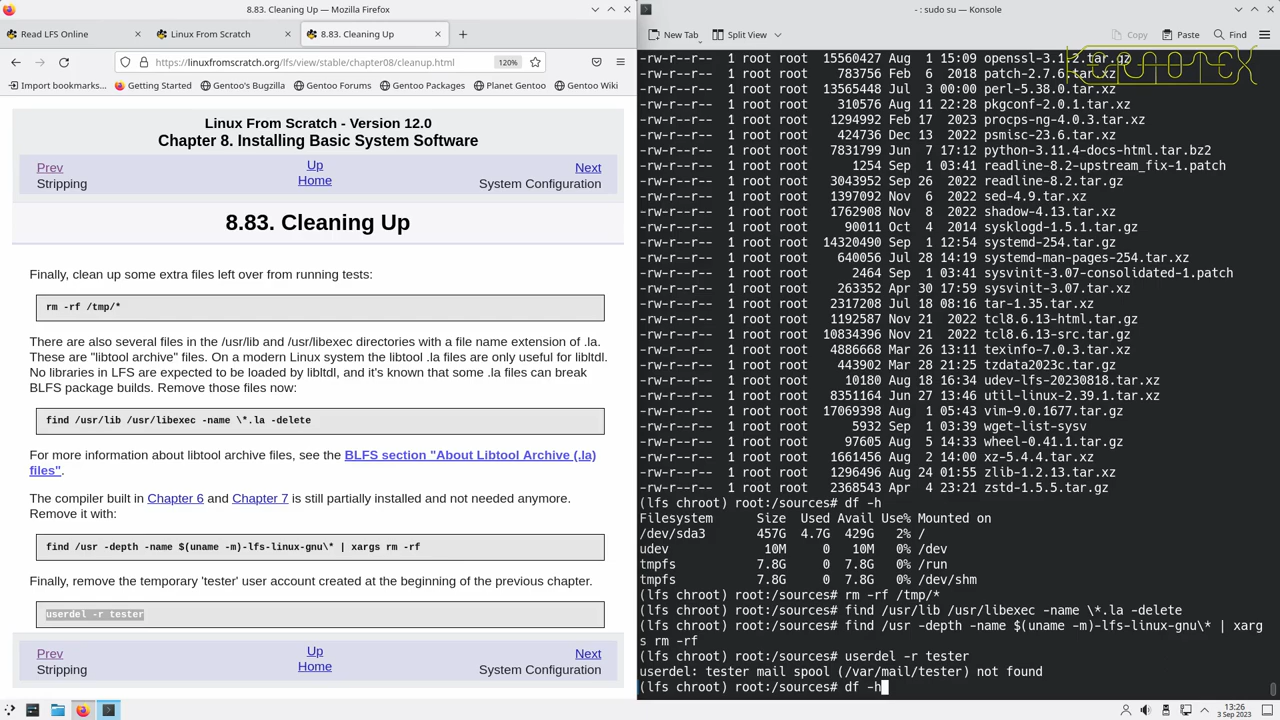 8.83. Cleaning Up — Mozilla Firefox
Read LFS Online
Linux From Scratch
8.83. Cleaning Up
https://linuxfromscratch.org/lfs/view/stable/chapter08/cleanup.html
120%
Import bookmarks...
Getting Started
Gentoo's Bugzilla
Gentoo Forums
Gentoo Packages
Planet Gentoo
Gentoo Wiki
Linux From Scratch - Version 12.0
Chapter 8. Installing Basic System Software
Prev
Up
Next
Stripping
Home
System Configuration
8.83. Cleaning Up
Finally, clean up some extra files left over from running tests:
rm -rf /tmp/*
There are also several files in the /usr/lib and /usr/libexec directories with a file name extension of .la.
These are "libtool archive" files. On a modern Linux system the libtool .la files are only useful for libltdl.
No libraries in LFS are expected to be loaded by libltdl, and it's known that some .la files can break
BLFS package builds. Remove those files now:
find /usr/lib /usr/libexec -name \*.la -delete
For more information about libtool archive files, see the BLFS section "About Libtool Archive (.la)
files".
The compiler built in Chapter 6 and Chapter 7 is still partially installed and not needed anymore.
Remove it with:
find /usr -depth -name $(uname -m)-lfs-linux-gnu\* | xargs rm -rf
Finally, remove the temporary 'tester' user account created at the beginning of the previous chapter.
userdel -r tester
Prev
Up
Next
Stripping
Home
System Configuration
- : sudo su — Konsole
New Tab
Split View
Copy
Paste
Find
KernoteX
-rw-r--r-- 1 root root 15560427 Aug 1 15:09 openssl-3.1.2.tar.gz
-rw-r--r-- 1 root root 783756 Feb 6 2018 patch-2.7.6.tar.xz
-rw-r--r-- 1 root root 13565448 Jul 3 00:00 perl-5.38.0.tar.xz
-rw-r--r-- 1 root root 310576 Aug 11 22:28 pkgconf-2.0.1.tar.xz
-rw-r--r-- 1 root root 1294992 Feb 17 2023 procps-ng-4.0.3.tar.xz
-rw-r--r-- 1 root root 424736 Dec 13 2022 psmisc-23.6.tar.xz
-rw-r--r-- 1 root root 7831799 Jun 7 17:12 python-3.11.4-docs-html.tar.bz2
-rw-r--r-- 1 root root 1254 Sep 1 03:41 readline-8.2-upstream_fix-1.patch
-rw-r--r-- 1 root root 3043952 Sep 26 2022 readline-8.2.tar.gz
-rw-r--r-- 1 root root 1397092 Nov 6 2022 sed-4.9.tar.xz
-rw-r--r-- 1 root root 1762908 Nov 8 2022 shadow-4.13.tar.xz
-rw-r--r-- 1 root root 90011 Oct 4 2014 sysklogd-1.5.1.tar.gz
-rw-r--r-- 1 root root 14320490 Sep 1 12:54 systemd-254.tar.gz
-rw-r--r-- 1 root root 640056 Jul 28 14:19 systemd-man-pages-254.tar.xz
-rw-r--r-- 1 root root 2464 Sep 1 03:41 sysvinit-3.07-consolidated-1.patch
-rw-r--r-- 1 root root 263352 Apr 30 17:59 sysvinit-3.07.tar.xz
-rw-r--r-- 1 root root 2317208 Jul 18 08:16 tar-1.35.tar.xz
-rw-r--r-- 1 root root 1192587 Nov 21 2022 tcl8.6.13-html.tar.gz
-rw-r--r-- 1 root root 10834396 Nov 21 2022 tcl8.6.13-src.tar.gz
-rw-r--r-- 1 root root 4886668 Mar 26 13:11 texinfo-7.0.3.tar.xz
-rw-r--r-- 1 root root 443902 Mar 28 21:25 tzdata2023c.tar.gz
-rw-r--r-- 1 root root 10180 Aug 18 16:34 udev-lfs-20230818.tar.xz
-rw-r--r-- 1 root root 8351164 Jun 27 13:46 util-linux-2.39.1.tar.xz
-rw-r--r-- 1 root root 17069398 Aug 1 05:43 vim-9.0.1677.tar.gz
-rw-r--r-- 1 root root 5932 Sep 1 03:39 wget-list-sysv
-rw-r--r-- 1 root root 97605 Aug 5 14:33 wheel-0.41.1.tar.gz
-rw-r--r-- 1 root root 1661456 Aug 2 14:00 xz-5.4.4.tar.xz
-rw-r--r-- 1 root root 1296496 Aug 24 01:55 zlib-1.2.13.tar.xz
-rw-r--r-- 1 root root 2368543 Apr 4 23:21 zstd-1.5.5.tar.gz
(lfs chroot) root:/sources# df -h
Filesystem Size Used Avail Use% Mounted on
/dev/sda3 457G 4.7G 429G 2% /
udev 10M 0 10M 0% /dev
tmpfs 7.8G 0 7.8G 0% /run
tmpfs 7.8G 0 7.8G 0% /dev/shm
(lfs chroot) root:/sources# rm -rf /tmp/*
(lfs chroot) root:/sources# find /usr/lib /usr/libexec -name \*.la -delete
(lfs chroot) root:/sources# find /usr -depth -name $(uname -m)-lfs-linux-gnu\* | xarg
s rm -rf
(lfs chroot) root:/sources# userdel -r tester
userdel: tester mail spool (/var/mail/tester) not found
(lfs chroot) root:/sources# df -h
13:26
3 Sep 2023